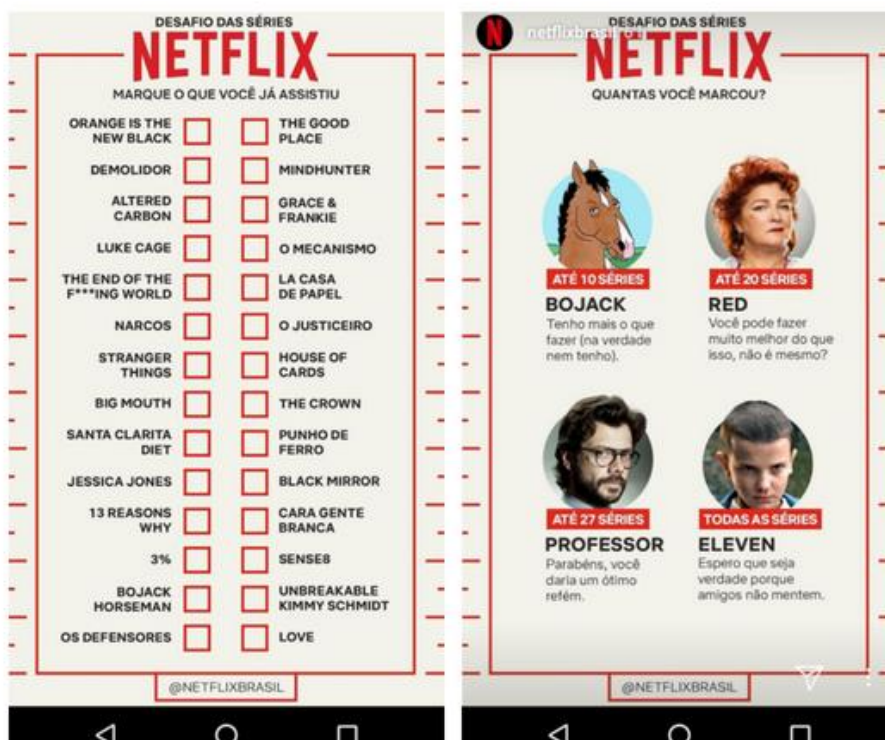 DESAFIO DAS SÉRIES
NETFLIX
MARQUE O QUE VOCÊ JÁ ASSISTIU
ORANGE IS THE
NEW BLACK
DEMOLIDOR
ALTERED
CARBON
LUKE CAGE
THE END OF THE
F***ING WORLD
NARCOS
STRANGER
THINGS
BIG MOUTH
SANTA CLARITA
DIET
JESSICA JONES
13 REASONS
WHY
3%
BOJACK
HORSEMAN
OS DEFENSORES
THE GOOD
PLACE
MINDHUNTER
GRACE &
FRANKIE
O MECANISMO
LA CASA
DE PAPEL
O JUSTICEIRO
HOUSE OF
CARDS
THE CROWN
PUNHO DE
FERRO
BLACK MIRROR
CARA GENTE
BRANCA
SENSE8
UNBREAKABLE
KIMMY SCHMIDT
LOVE
@NETFLIXBRASIL
DESAFIO DAS SÉRIES
N
netflixbrasil
NETFLIX
QUANTAS VOCÊ MARCOU?
ATÉ 10 SÉRIES
BOJACK
Tenho mais o que
fazer (na verdade
nem tenho).
ATÉ 20 SÉRIES
RED
Você pode fazer
muito melhor do que
isso, não é mesmo?
ATÉ 27 SÉRIES
PROFESSOR
Parabéns, você
daria um ótimo
refém.
TODAS AS SÉRIES
ELEVEN
Espero que seja
verdade porque
amigos não mentem.
@NETFLIXBRASIL